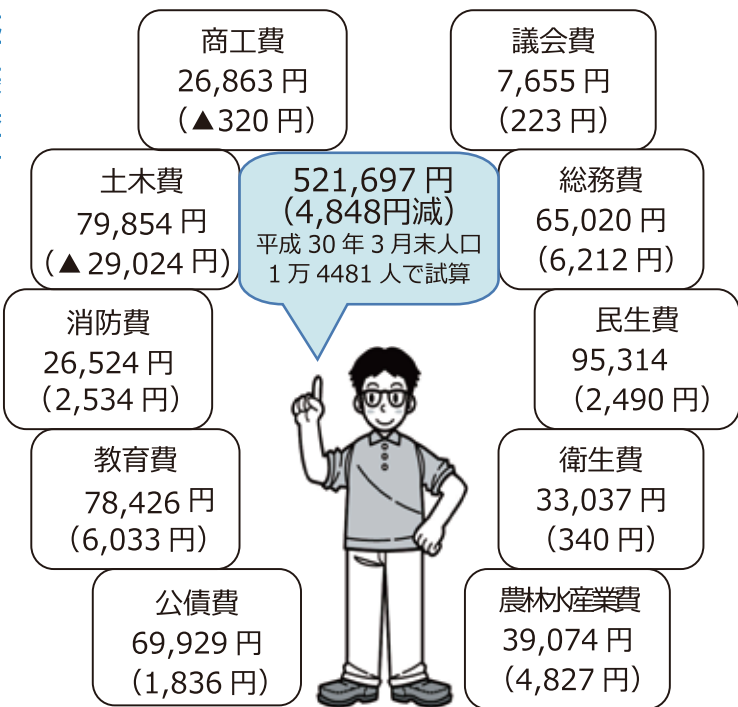 商工費
26,863 円
（▲320 円）
議会費
7,655 円
（223 円）
土木費
79,854 円
（▲ 29,024 円）
521,697 円
（4,848円減）
平成 30 年 3 月末人口
1 万 4481 人で試算
総務費
65,020 円
（6,212 円）
消防費
26,524 円
（2,534 円）
民生費
95,314
（2,490 円）
教育費
78,426 円
（6,033 円）
衛生費
33,037 円
（340 円）
公債費
69,929 円
（1,836 円）
農林水産業費
39,074 円
（4,827 円）